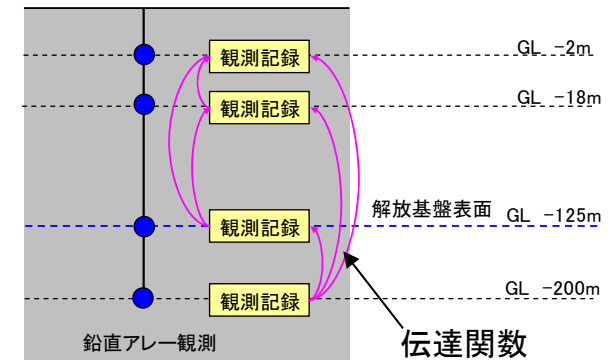 観測記録 GL -2m
観測記録 GL -18m
解放基盤表面
観測記録 GL -125m
観測記録 GL -200m
鉛直アレー観測
伝達関数